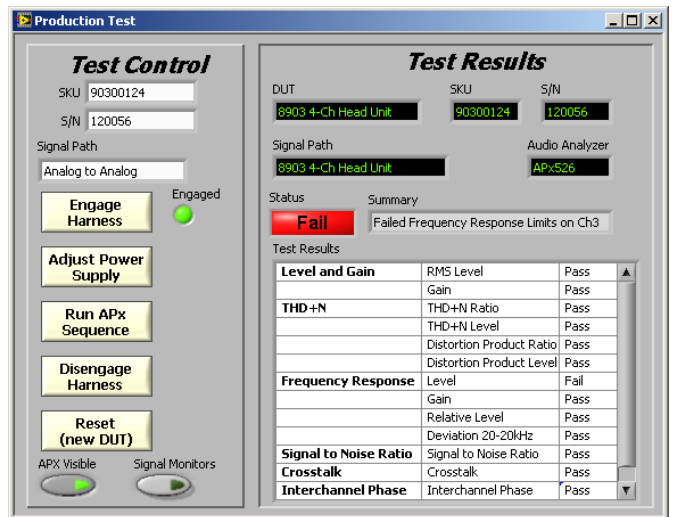 Production Test
Test Control
SKU 90300124
S/N 120056
Signal Path
Analog to Analog
Engage
Harness
Engaged
Adjust Power
Supply
Run APx
Sequence
Disengage
Harness
Reset
(new DUT)
APX Visible Signal Monitors
Test Results
DUT SKU S/N
8903 4-Ch Head Unit 90300124 120056
Signal Path Audio Analyzer
8903 4-Ch Head Unit APx526
Status Summary
Fail Failed Frequency Response Limits on Ch3
Test Results
Level and Gain RMS Level Pass
Gain Pass
THD+N THD+N Ratio Pass
THD+N Level Pass
Distortion Product Ratio Pass
Distortion Product Level Pass
Frequency Response Level Fail
Gain Pass
Relative Level Pass
Deviation 20-20kHz Pass
Signal to Noise Ratio Signal to Noise Ratio Pass
Crosstalk Crosstalk Pass
Interchannel Phase Interchannel Phase Pass